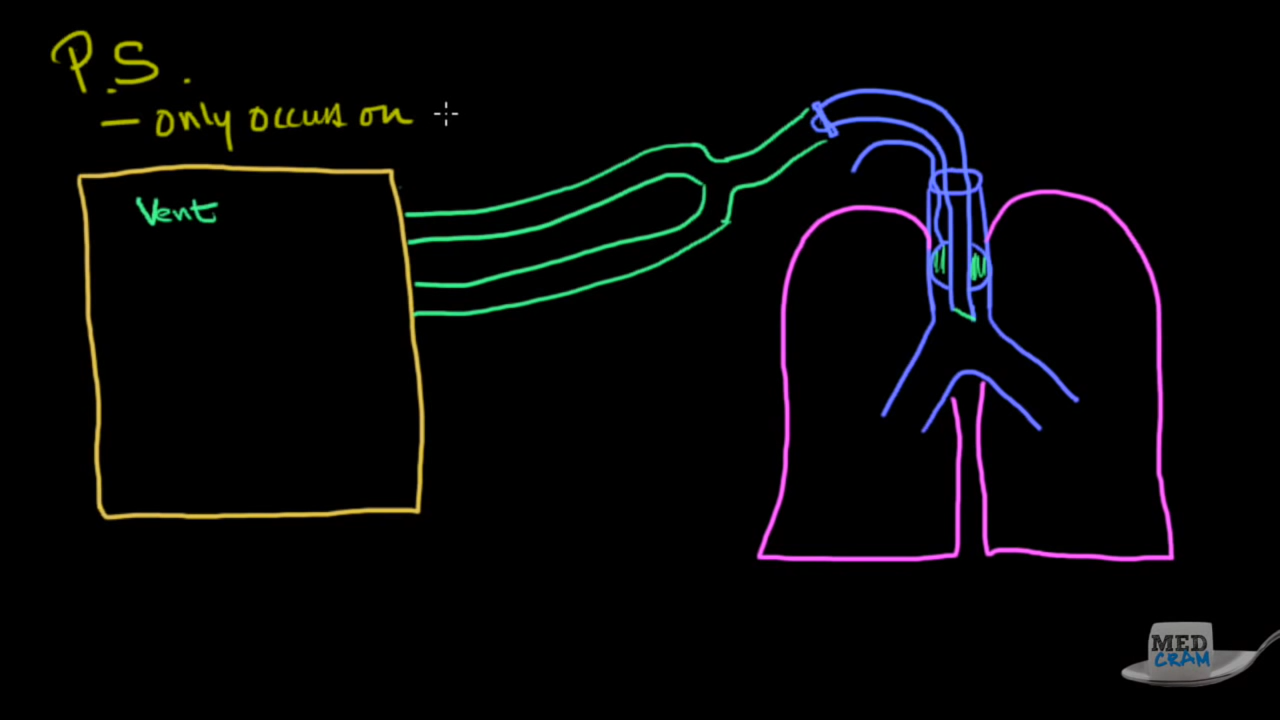 P.S.
— only occurs on
Vent
MED
CRAM